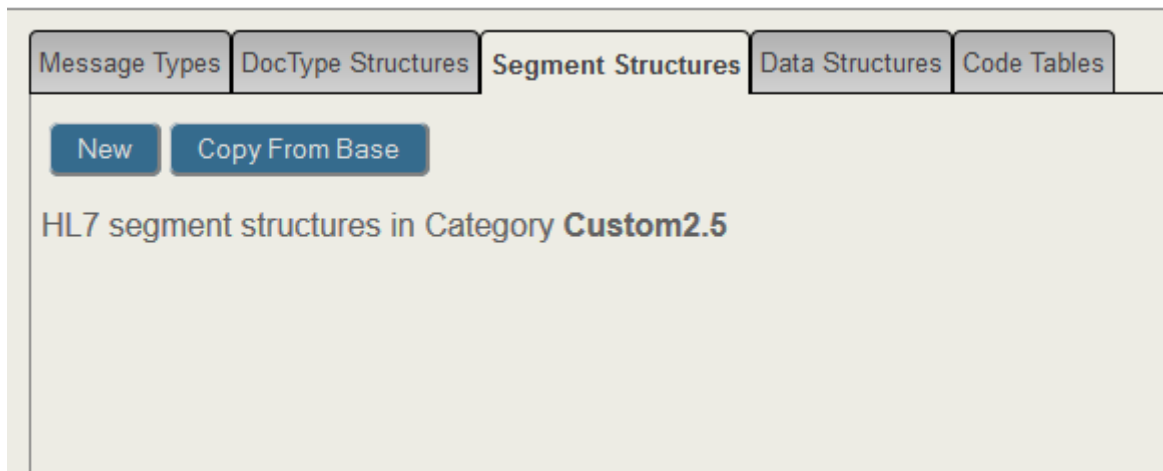 Message Types DocType Structures Segment Structures Data Structures Code Tables
New Copy From Base
HL7 segment structures in Category Custom2.5